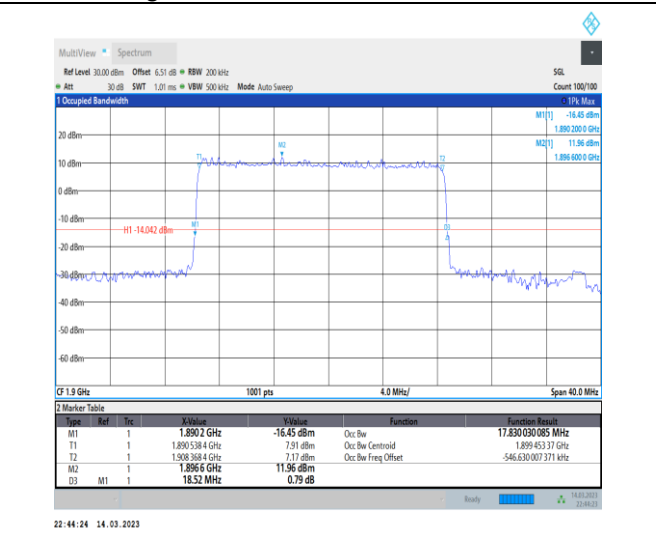 MultiView Spectrum
Ref Level 30.00 dBm Offset 6.51 dB RBW 200 kHz SGL
Att 30 dB SWT 1.01 ms VBW 500 kHz Mode Auto Sweep Count 100/100
1 Occupied Bandwidth 1Pk Max
M1[1] -16.45 dBm
1.890 200 0 GHz
20 dBm
M2[1] 11.96 dBm
M2
1.896 600 0 GHz
T1
T2
10 dBm
0 dBm
-10 dBm
M1
D3
H1 -14.042 dBm
-20 dBm
-30 dBm
-40 dBm
-50 dBm
-60 dBm
CF 1.9 GHz 1001 pts 4.0 MHz/ Span 40.0 MHz
2 Marker Table
Type Ref Trc X-Value Y-Value Function Function Result
M1 1 1.890 2 GHz -16.45 dBm Occ Bw 17.830 030 085 MHz
T1 1 1.890 538 4 GHz 7.91 dBm Occ Bw Centroid 1.899 453 37 GHz
T2 1 1.908 368 4 GHz 7.17 dBm Occ Bw Freq Offset -546.630 007 371 kHz
M2 1 1.896 6 GHz 11.96 dBm
D3 M1 1 18.52 MHz 0.79 dB
Ready 14.03.2023
22:44:23
22:44:24 14.03.2023